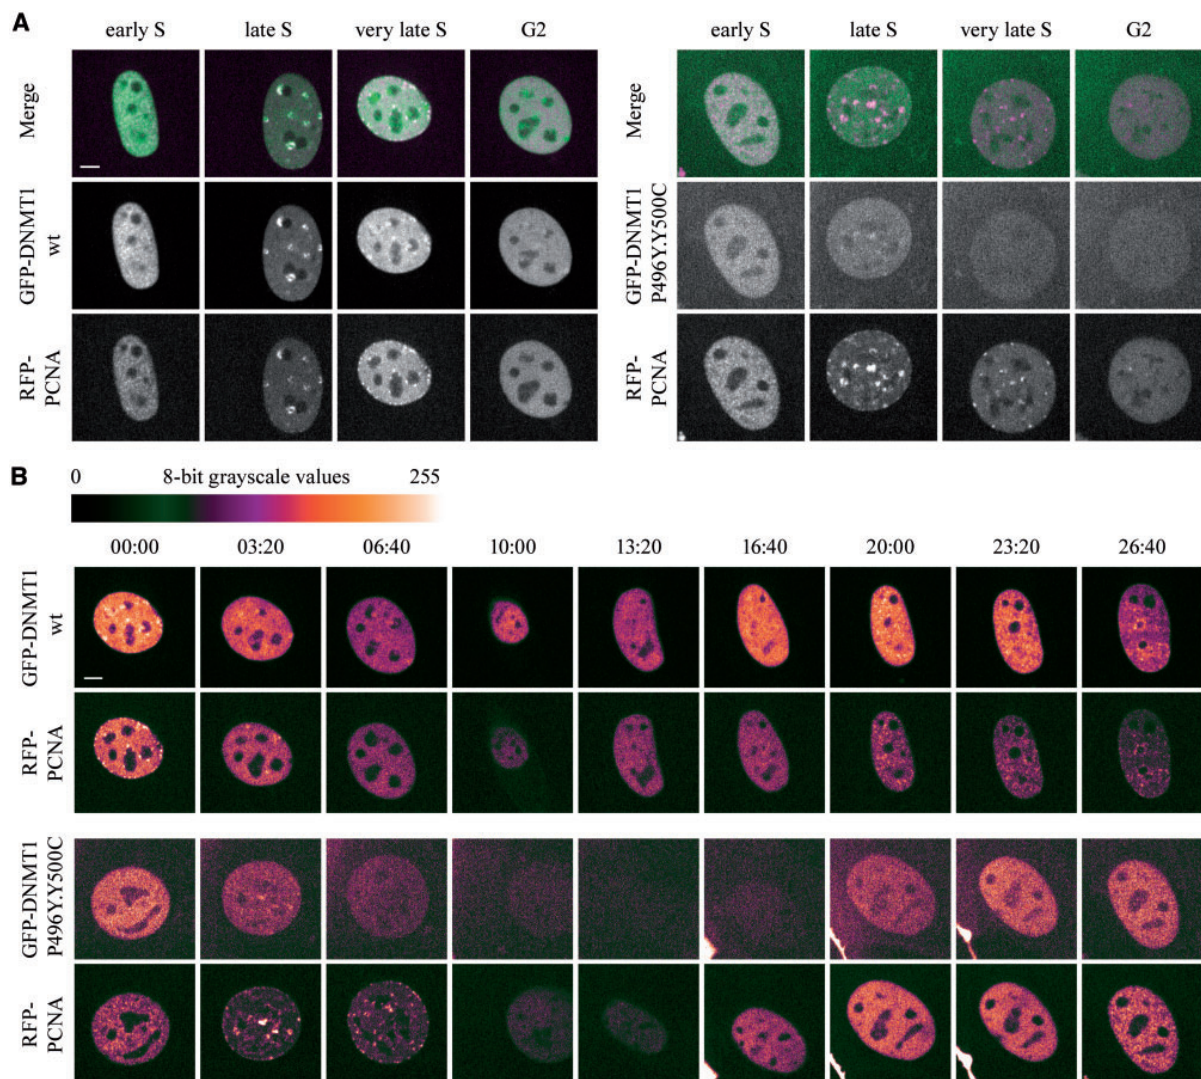 A
early S late S very late S G2
early S late S very late S G2
Merge
GFP-DNMT1
wt
RFP-
PCNA
Merge
GFP-DNMT1
P496Y.Y500C
RFP-
PCNA
B
0 8-bit grayscale values 255
00:00 03:20 06:40 10:00 13:20 16:40 20:00 23:20 26:40
GFP-DNMT1
wt
RFP-
PCNA
GFP-DNMT1
P496Y.Y500C
RFP-
PCNA